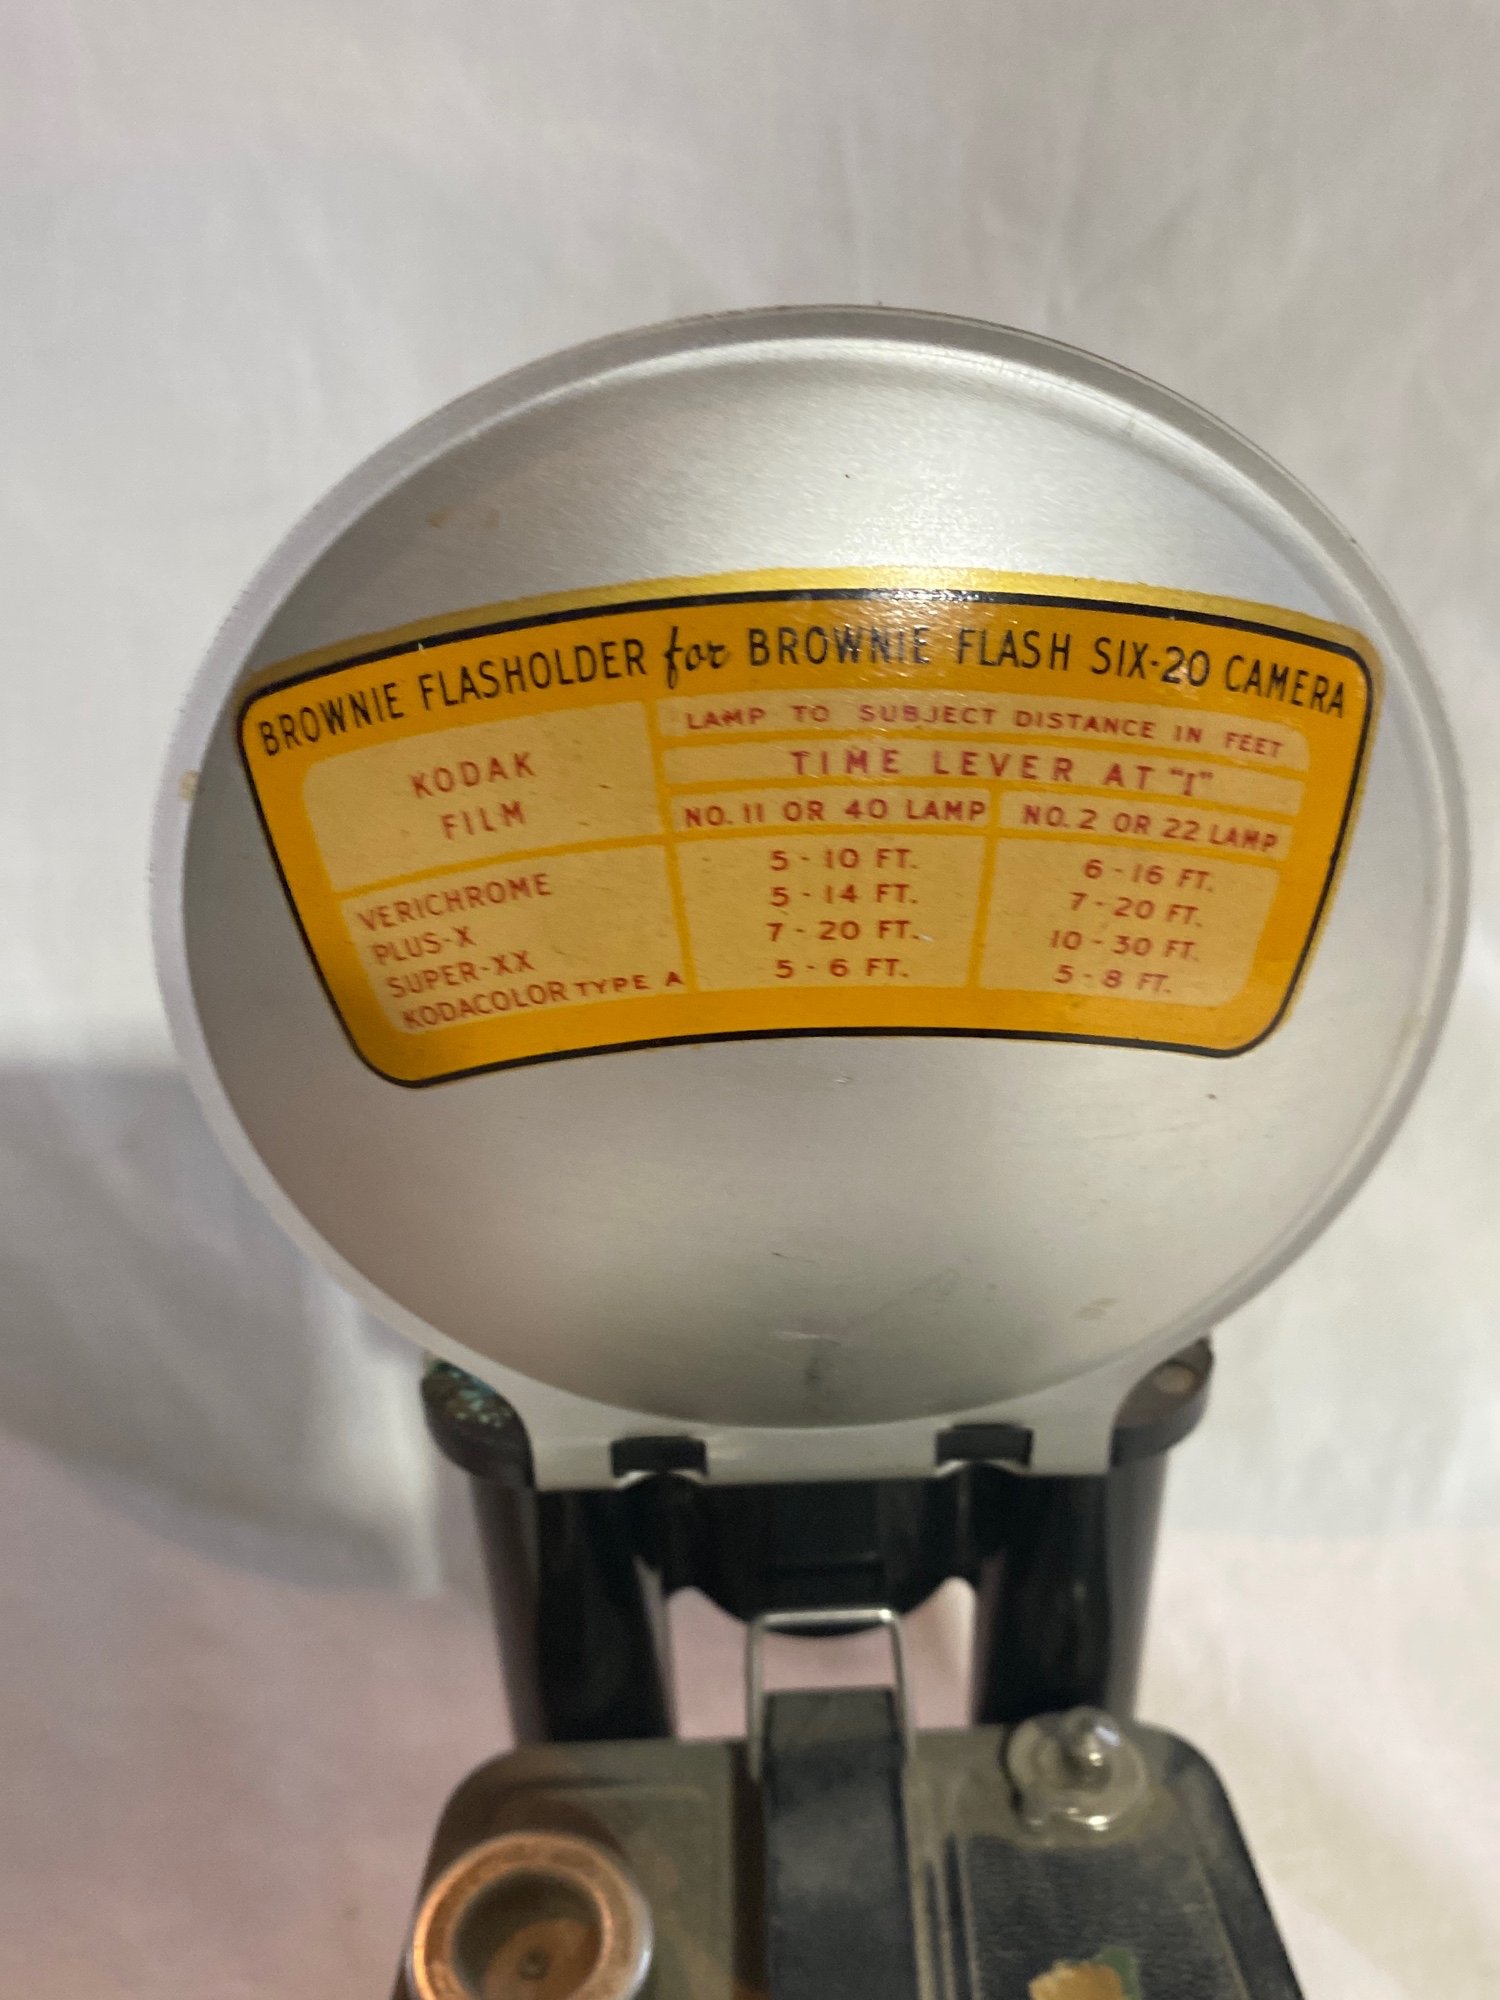 BROWNIE FLASHOLDER for BROWNIE FLASH SIX-20 CAMERA
KODAK
FILM
LAMP TO SUBJECT DISTANCE IN FEET
TIME LEVER AT "I"
NO. 11 OR 40 LAMP NO. 2 OR 22 LAMP
VERICHROME 5 - 10 FT. 6 - 16 FT.
PLUS-X 5 - 14 FT. 7 - 20 FT.
SUPER-XX 7 - 20 FT. 10 - 30 FT.
KODACOLOR TYPE A 5 - 6 FT. 5 - 8 FT.